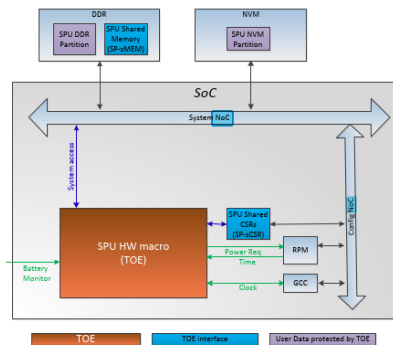 DDR
NVM
SPU DDR
Partition
SPU Shared
Memory
(SP-sMEM)
SPU NVM
Partition
SoC
System NoC
System access
Config NoC
SPU HW macro
(TOE)
SPU Shared
CSRs
(SP-sCSR)
Power Req
Time
RPM
Battery
Monitor
Clock
GCC
TOE
TOE interface
User Data protected by TOE